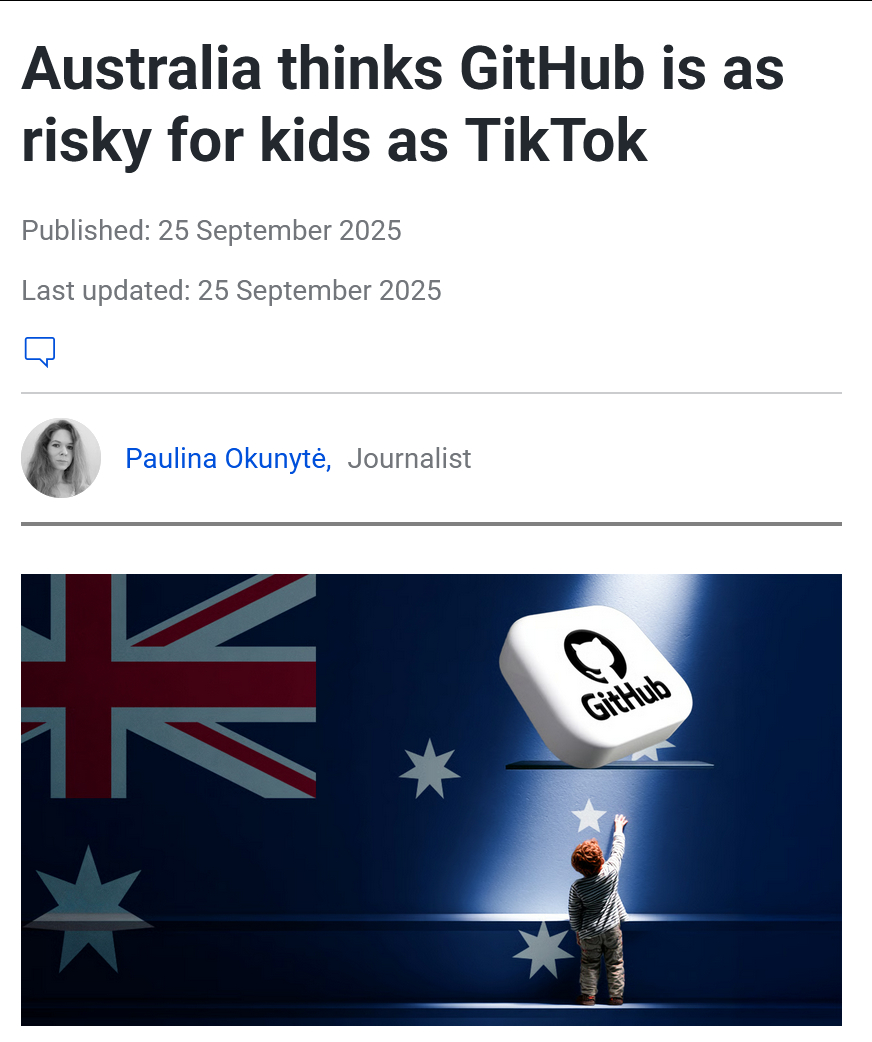 Australia thinks GitHub is as
risky for kids as TikTok
Published: 25 September 2025
Last updated: 25 September 2025
Paulina Okunytė, Journalist
GitHub